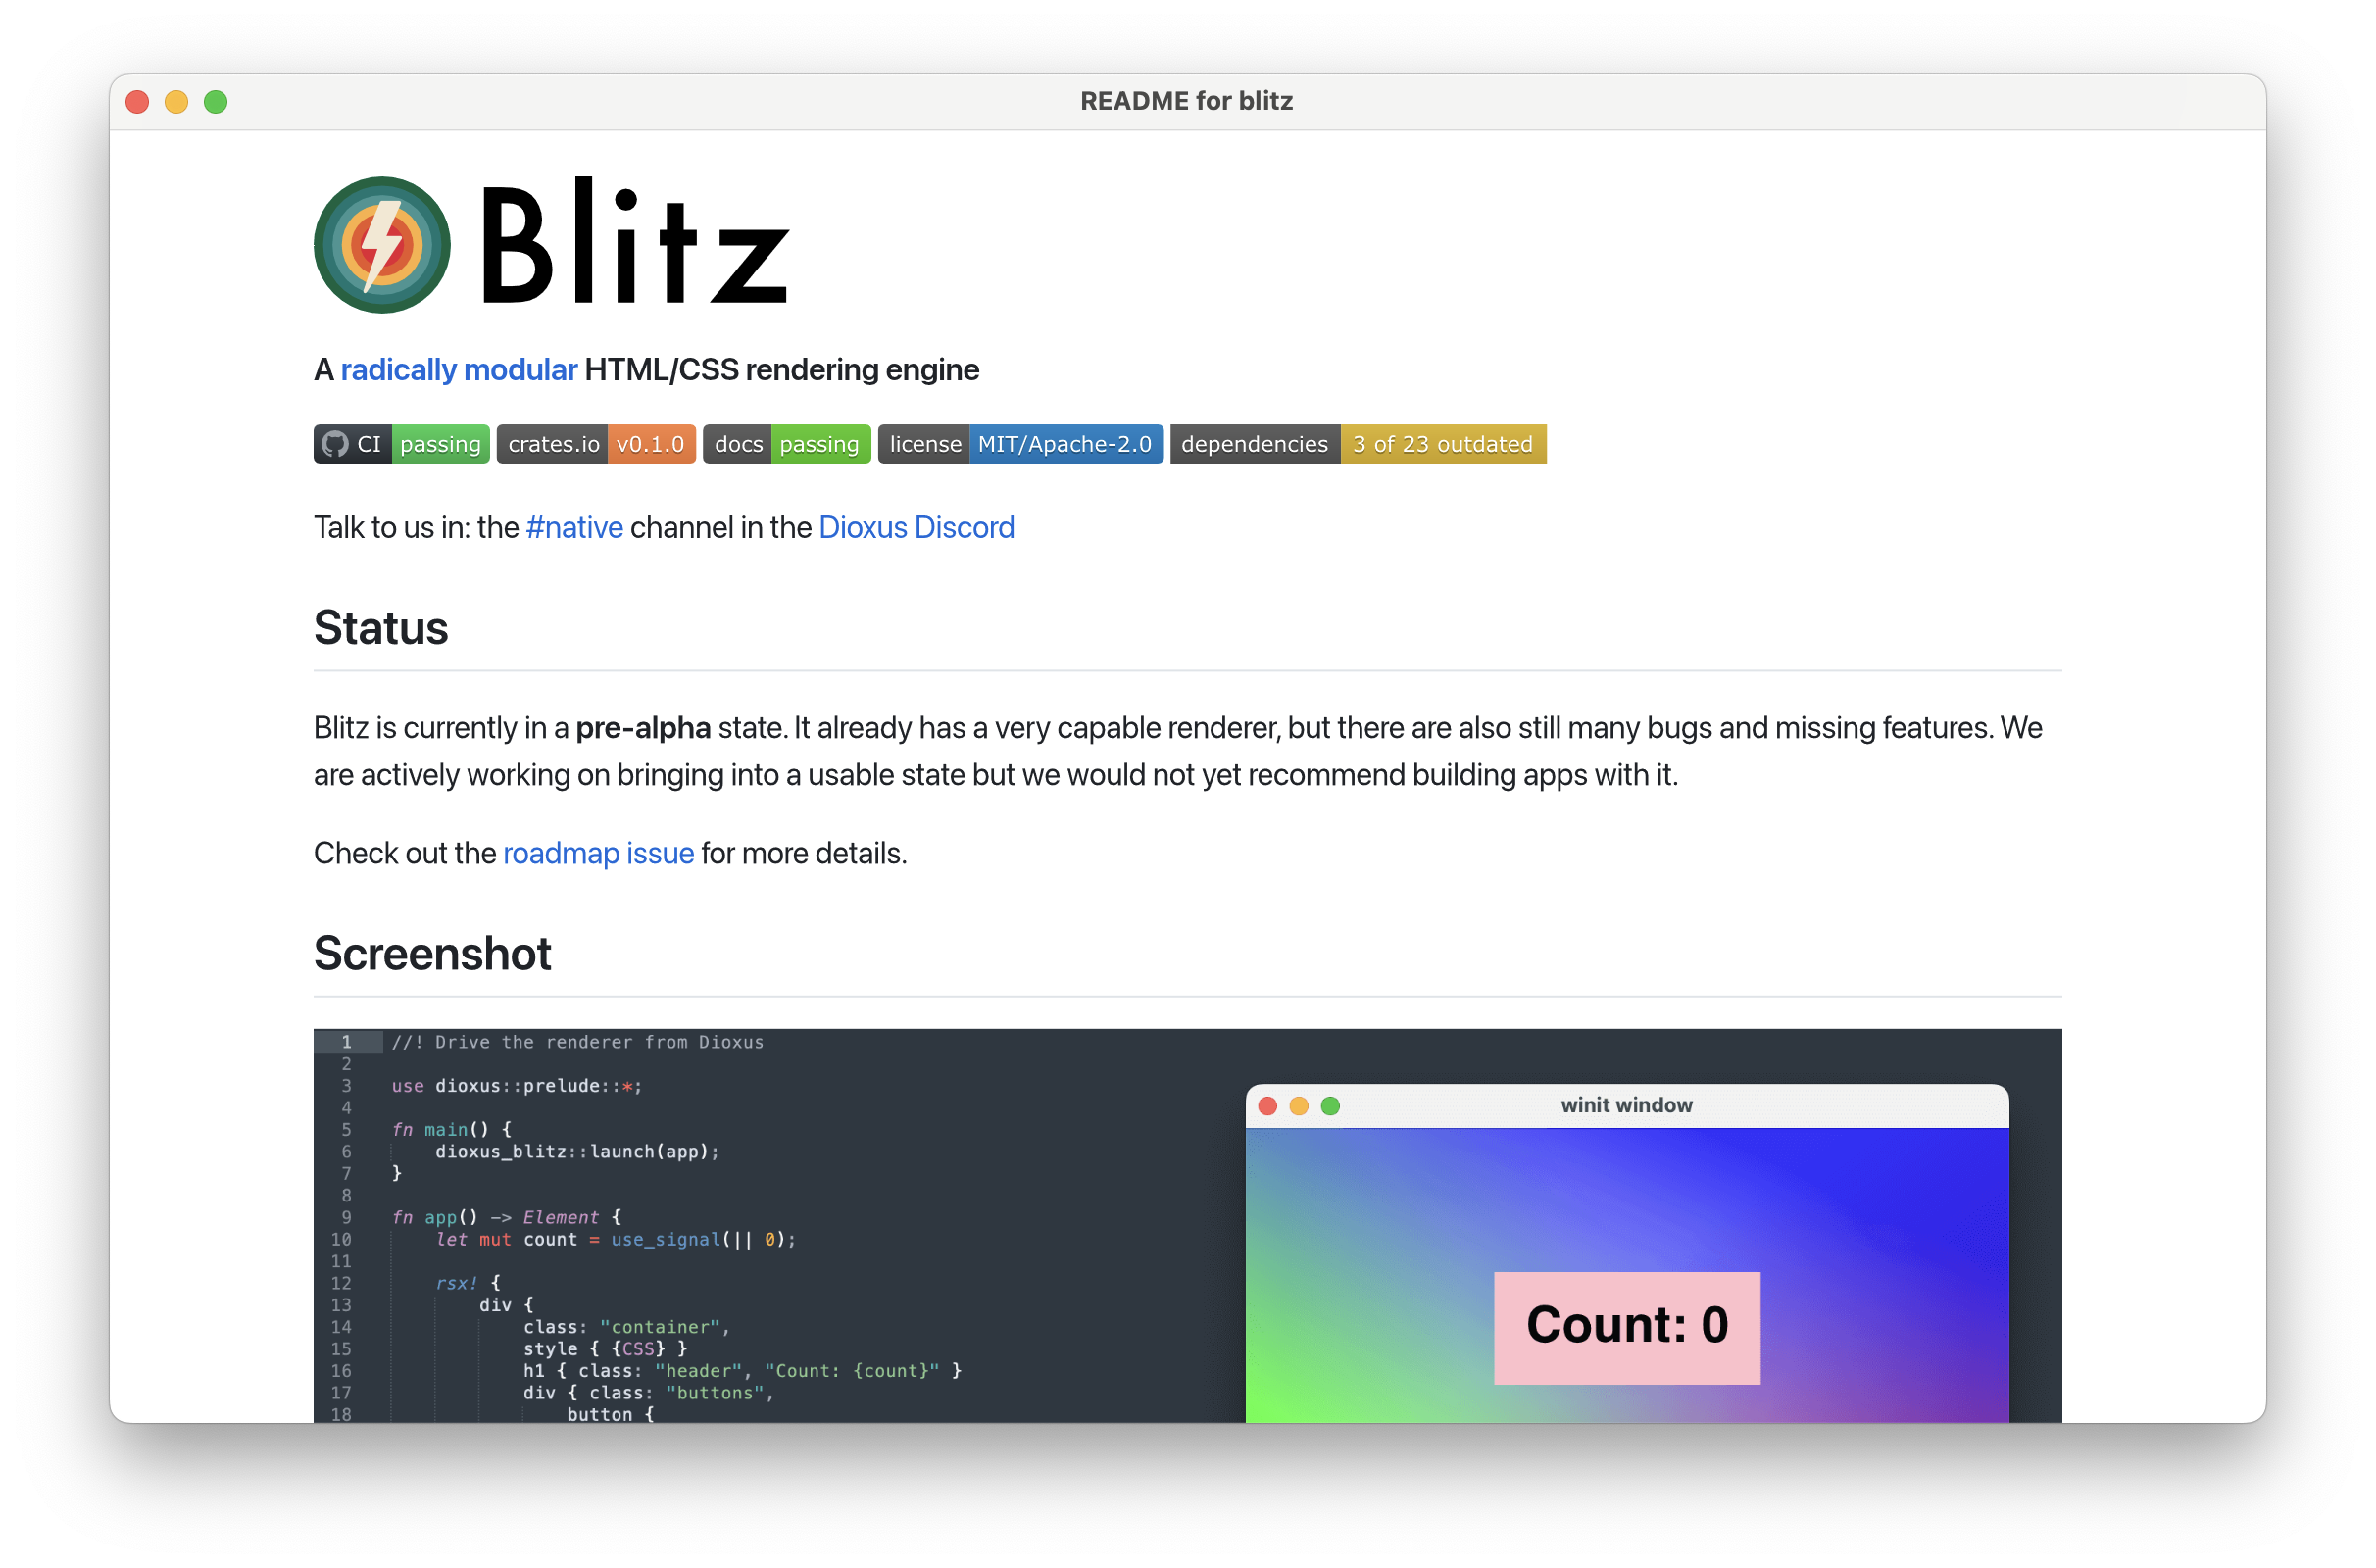 README for blitz
Blitz
A radically modular HTML/CSS rendering engine
CI passing crates.io v0.1.0 docs passing license MIT/Apache-2.0 dependencies 3 of 23 outdated
Talk to us in: the #native channel in the Dioxus Discord
Status
Blitz is currently in a pre-alpha state. It already has a very capable renderer, but there are also still many bugs and missing features. We
are actively working on bringing into a usable state but we would not yet recommend building apps with it.
Check out the roadmap issue for more details.
Screenshot
1 //! Drive the renderer from Dioxus
2
3 use dioxus::prelude::*;
4
5 fn main() {
6     dioxus_blitz::launch(app);
7 }
8
9 fn app() -> Element {
10     let mut count = use_signal(|| 0);
11
12     rsx! {
13         div {
14             class: "container",
15             style { {CSS} }
16             h1 { class: "header", "Count: {count}" }
17             div { class: "buttons",
18                 button {
winit window
Count: 0